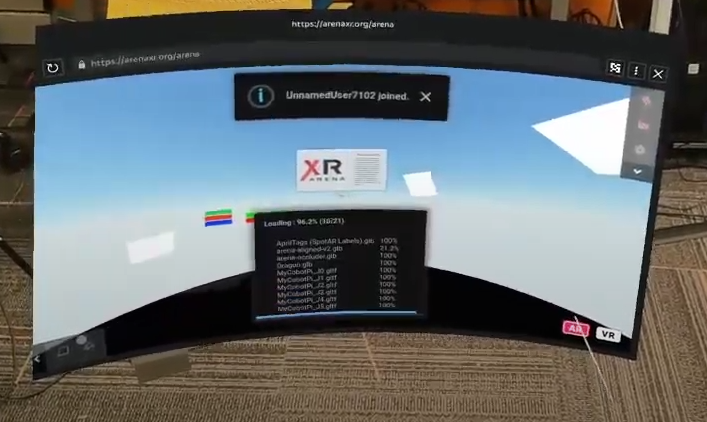 https://arenaxr.org/arena
https://arenaxr.org/arena
UnnamedUser7102 joined.
XR
ARENA
Loading: 96.2% (30/21)
AprilTags (SpotAR Labels).glb 100%
arena-aligned-v2.glb 21.2%
arena-occluder.glb 100%
Dragon.glb 100%
MyCobotPi_J0.gltf 100%
MyCobotPi_J1.gltf 100%
MyCobotPi_J2.gltf 100%
MyCobotPi_J3.gltf 100%
MyCobotPi_J4.gltf 100%
MyCobotPi_J5.gltf 100%
AR
VR